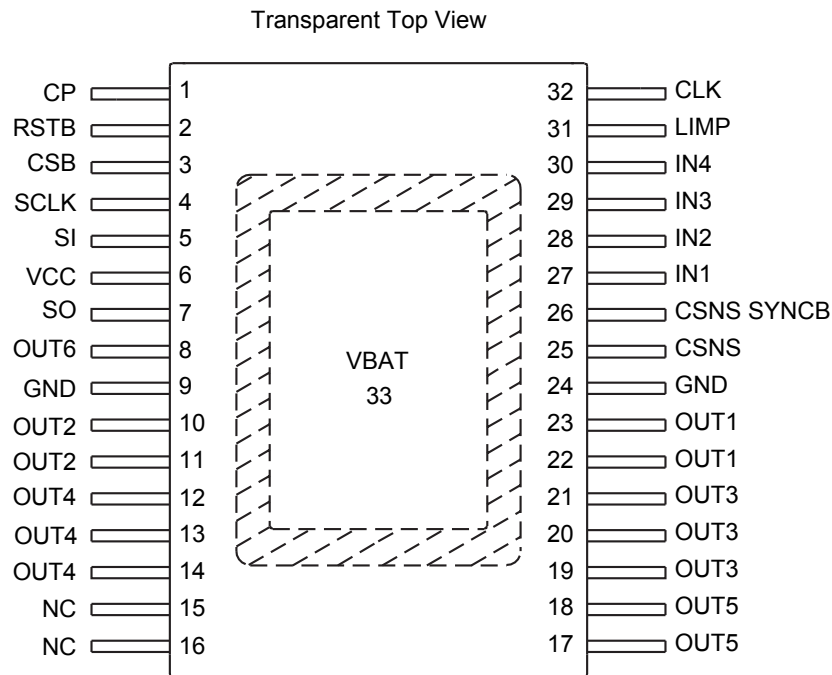 Transparent Top View
CP 1 32 CLK
RSTB 2 31 LIMP
CSB 3 30 IN4
SCLK 4 29 IN3
SI 5 28 IN2
VCC 6 27 IN1
SO 7 26 CSNS SYNCB
OUT6 8 25 CSNS
VBAT
GND 9 24 GND
33
OUT2 10 23 OUT1
OUT2 11 22 OUT1
OUT4 12 21 OUT3
OUT4 13 20 OUT3
OUT4 14 19 OUT3
NC 15 18 OUT5
NC 16 17 OUT5